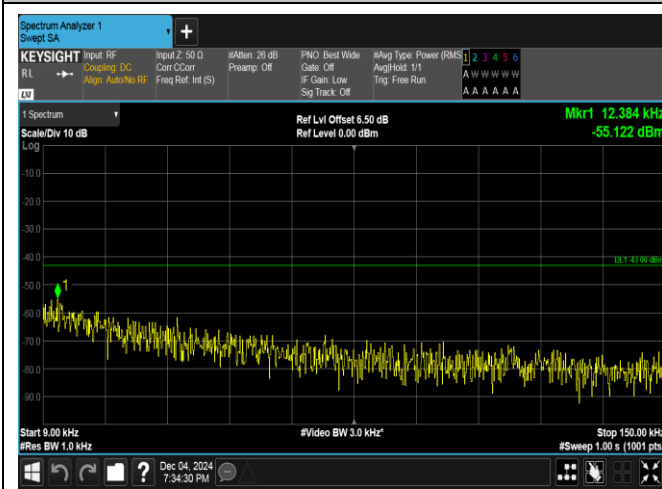 Spectrum Analyzer 1
Swept SA
KEYSIGHT
RL
LXI
Input: RF
Coupling: DC
Align: Auto/No RF
Input Z: 50 Ω
Corr CCorr
Freq Ref: Int (S)
#Atten: 26 dB
Preamp: Off
PNO: Best Wide
Gate: Off
IF Gain: Low
Sig Track: Off
#Avg Type: Power (RMS
Avg|Hold: 1/1
Trig: Free Run
1 2 3 4 5 6
A W W W W W
A A A A A A
1 Spectrum
Scale/Div 10 dB
Log
Ref Lvl Offset 6.50 dB
Ref Level 0.00 dBm
Mkr1 12.384 kHz
-55.122 dBm
-10.0
-20.0
-30.0
-40.0
DL1 -43.00 dBm
1
-50.0
-60.0
-70.0
-80.0
-90.0
Start 9.00 kHz
#Res BW 1.0 kHz
#Video BW 3.0 kHz*
Stop 150.00 kHz
#Sweep 1.00 s (1001 pts
?
Dec 04, 2024
7:34:30 PM